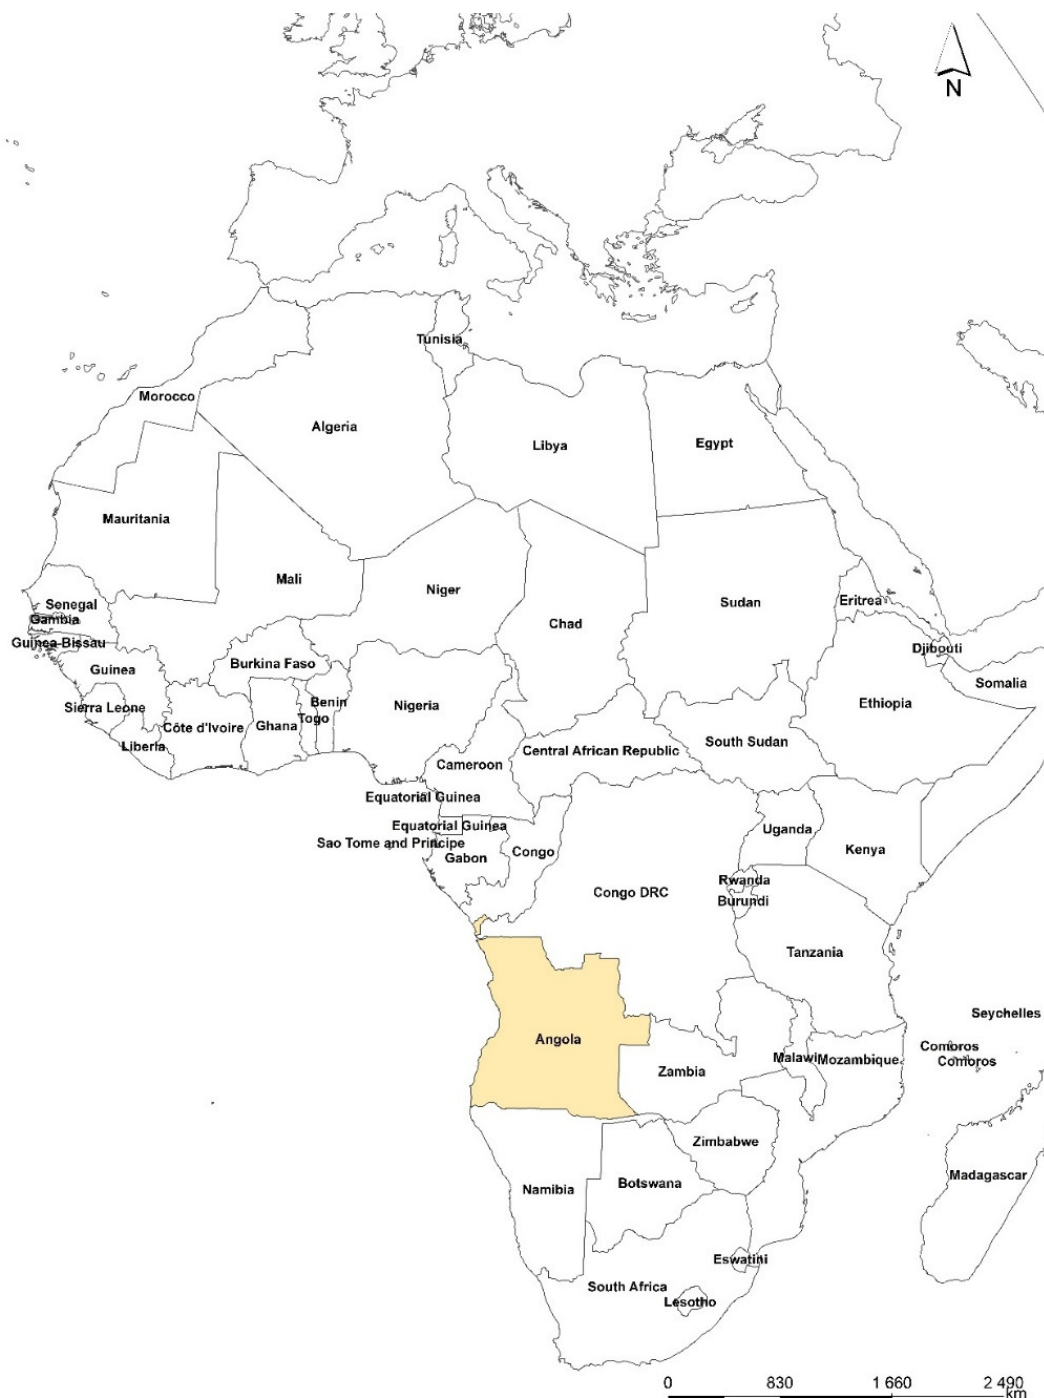 N
Tunisia
Morocco
Algeria
Libya
Egypt
Mauritania
Mali
Niger
Chad
Sudan
Eritrea
Senegal
Gambia
Guinea-Bissau
Djibouti
Guinea
Burkina Faso
Somalia
Sierra Leone
Benin
Nigeria
Ethiopia
Togo
Côte d'Ivoire
Ghana
Liberia
South Sudan
Central African Republic
Cameroon
Equatorial Guinea
Equatorial Guinea
Uganda
Sao Tome and Principe
Gabon
Congo
Kenya
Rwanda
Congo DRC
Burundi
Tanzania
Seychelles
Angola
Comoros
Comoros
Malawi
Mozambique
Zambia
Zimbabwe
Madagascar
Namibia
Botswana
Eswatini
South Africa
Lesotho
0 830 1 660 2 490
km